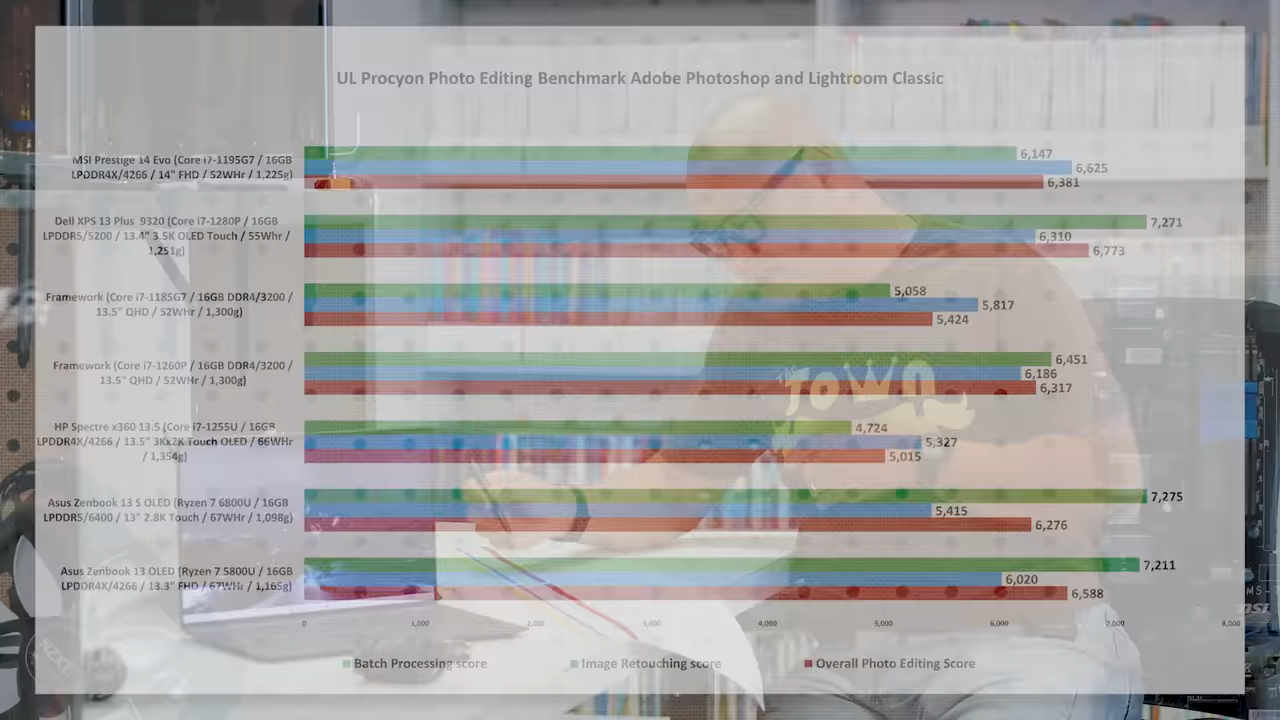 UL Procyon Photo Editing Benchmark Adobe Photoshop and Lightroom Classic
MSI Prestige 14 Evo (Core i7-1195G7 / 16GB
LPDDR4X/4266 / 14" FHD / 52WHr / 1,225g)
6,147
6,625
6,381
Dell XPS 13 Plus 9320 (Core i7-1280P / 16GB
LPDDR5/5200 / 13.4" 3.5K OLED Touch / 55Whr /
1,251g)
7,271
6,310
6,773
Framework (Core i7-1185G7 / 16GB DDR4/3200 /
13.5" QHD / 52WHr / 1,300g)
5,058
5,817
5,424
Framework (Core i7-1260P / 16GB DDR4/3200 /
13.5" QHD / 52WHr / 1,300g)
6,451
6,186
6,317
HP Spectre x360 13.5 (Core i7-1255U / 16GB
LPDDR4X/4266 / 13.5" 3Kx2K Touch OLED / 66WHr
/ 1,354g)
4,724
5,327
5,015
Asus Zenbook 13 S OLED (Ryzen 7 6800U / 16GB
LPDDR5/6400 / 13" 2.8K Touch / 67WHr / 1,098g)
7,275
5,415
6,276
Asus Zenbook 13 OLED (Ryzen 7 5800U / 16GB
LPDDR4X/4266 / 13.3" FHD / 67WHr / 1,165g)
7,211
6,020
6,588
0 1,000 2,000 3,000 4,000 5,000 6,000 7,000 8,000
Batch Processing score Image Retouching score Overall Photo Editing Score
The
TOWN
NZXT
msi